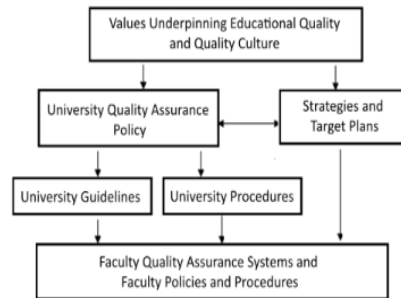 Values Underpinning Educational Quality
and Quality Culture
University Quality Assurance
Policy
Strategies and
Target Plans
University Guidelines
University Procedures
Faculty Quality Assurance Systems and
Faculty Policies and Procedures